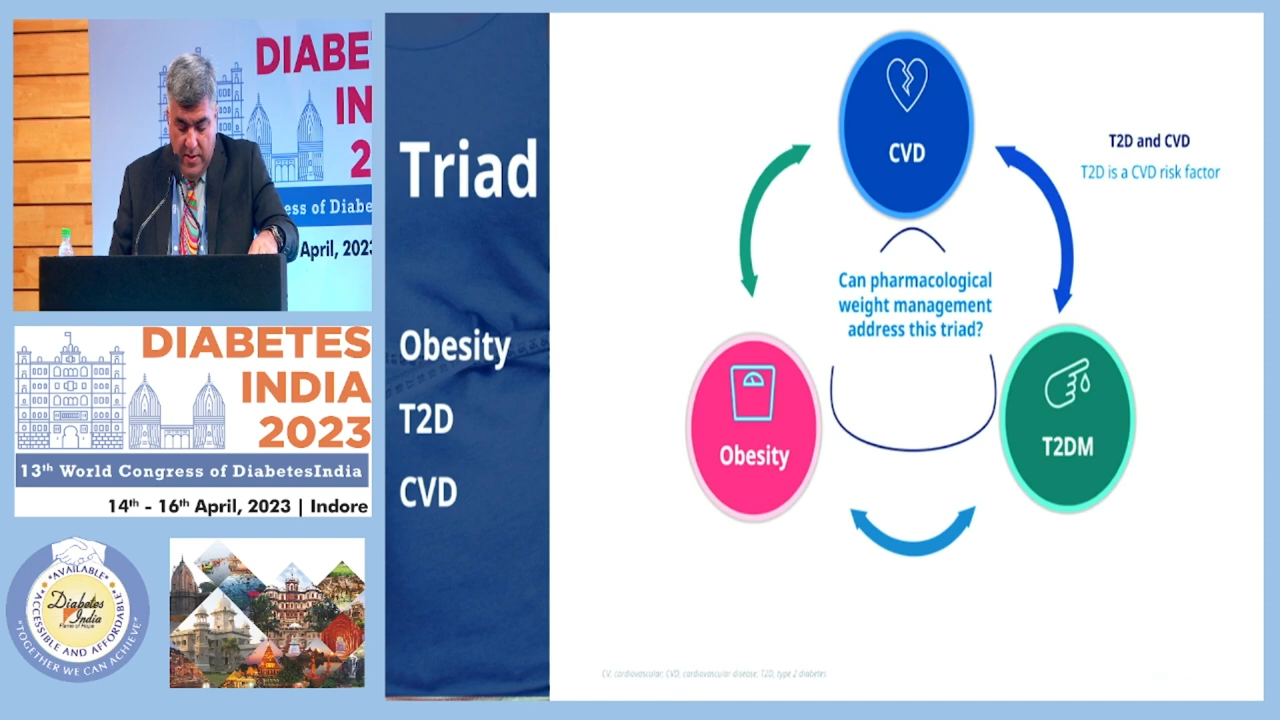 DIABE
IN
2
ess of Diabe
April, 2023
DIABETES
INDIA
2023
13th World Congress of DiabetesIndia
14th - 16th April, 2023 | Indore
*AVAILABLE*
*ACCESSIBLE AND AFFORDABLE*
Diabetes
India
"TOGETHER WE CAN ACHIEVE"
Triad
Obesity
T2D
CVD
CVD
T2D and CVD
T2D is a CVD risk factor
Can pharmacological
weight management
address this triad?
Obesity
T2DM
CV, cardiovascular; CVD, cardiovascular disease; T2D, type 2 diabetes